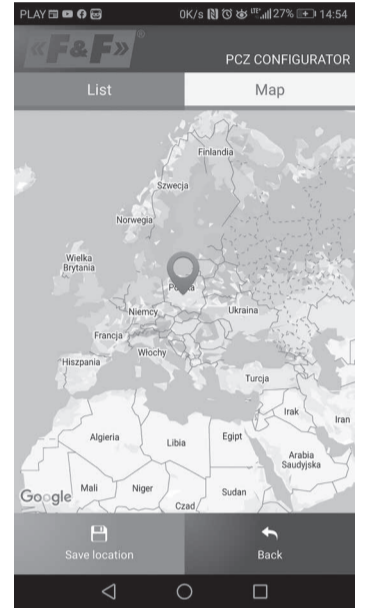 PLAY 0K/s LTE 27% 14:54
«F&F»®
PCZ CONFIGURATOR
List Map
Finlandia
Szwecja
Norwegia
Wielka
Brytania
Polska
Niemcy Ukraina
Francja
Włochy
Hiszpania
Turcja
Irak Iran
Algieria Libia Egipt
Arabia
Saudyjska
Mali Niger Sudan
Czad
Google
Save location Back